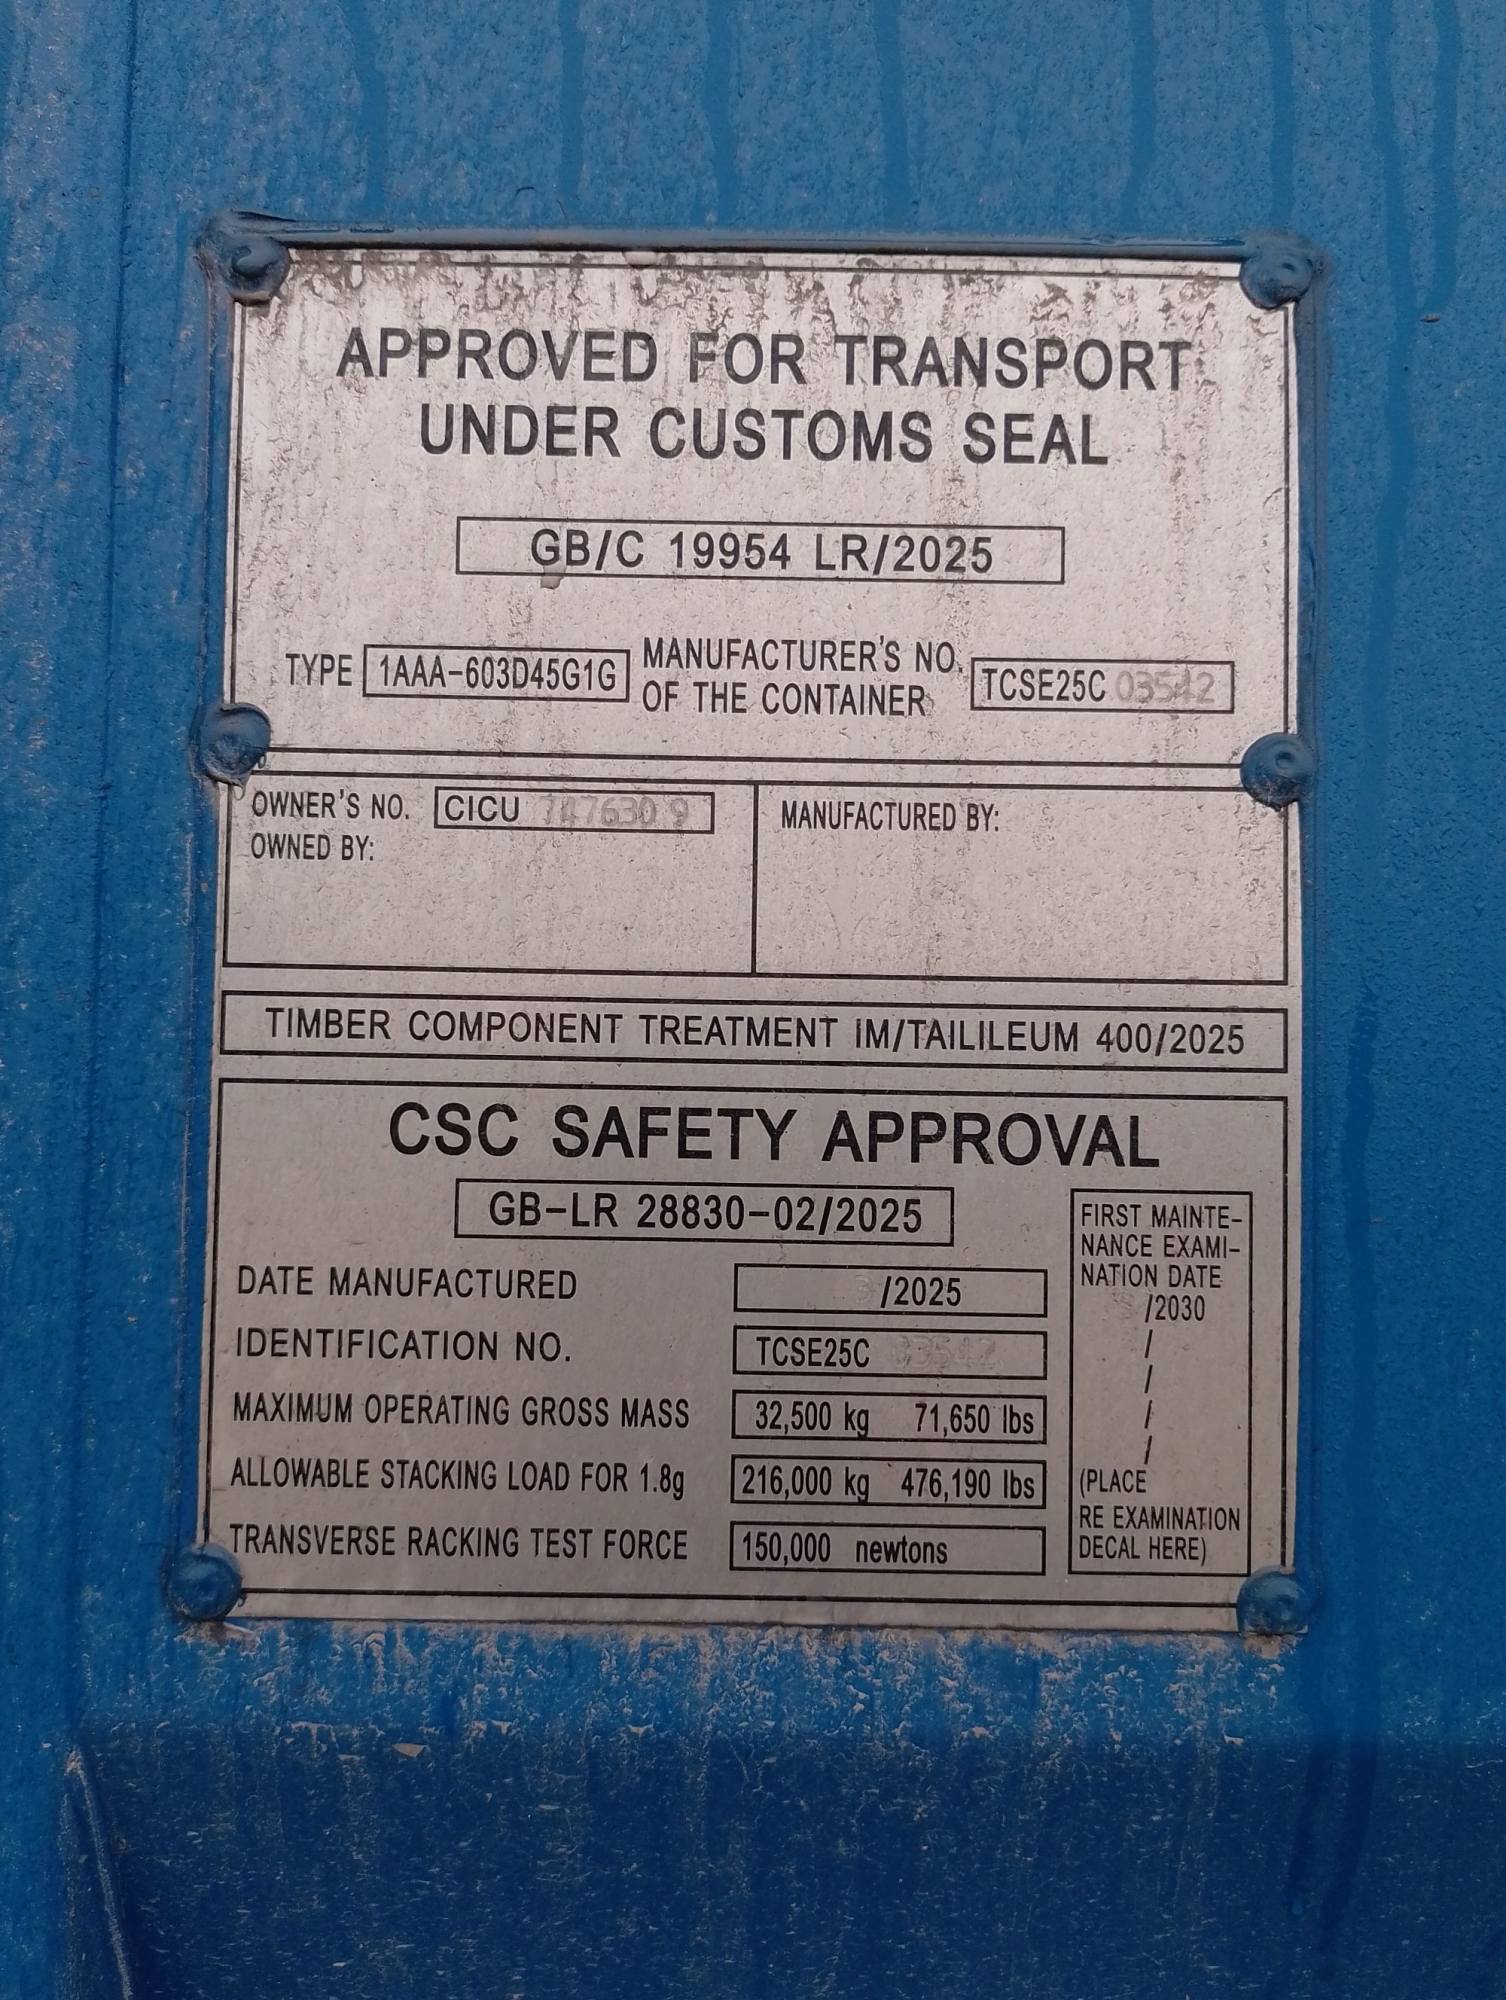 APPROVED FOR TRANSPORT
UNDER CUSTOMS SEAL
GB/C 19954 LR/2025
TYPE 1AAA-603D45G1G MANUFACTURER'S NO. OF THE CONTAINER TCSE25C 03542
OWNER'S NO. CICU 747630 9
OWNED BY:
MANUFACTURED BY:
TIMBER COMPONENT TREATMENT IM/TAILILEUM 400/2025
CSC SAFETY APPROVAL
GB-LR 28830-02/2025
DATE MANUFACTURED /2025
IDENTIFICATION NO. TCSE25C 03542
MAXIMUM OPERATING GROSS MASS 32,500 kg 71,650 lbs
ALLOWABLE STACKING LOAD FOR 1.8g 216,000 kg 476,190 lbs
TRANSVERSE RACKING TEST FORCE 150,000 newtons
FIRST MAINTE-
NANCE EXAMI-
NATION DATE
/2030
/
/
/
/
(PLACE
RE EXAMINATION
DECAL HERE)